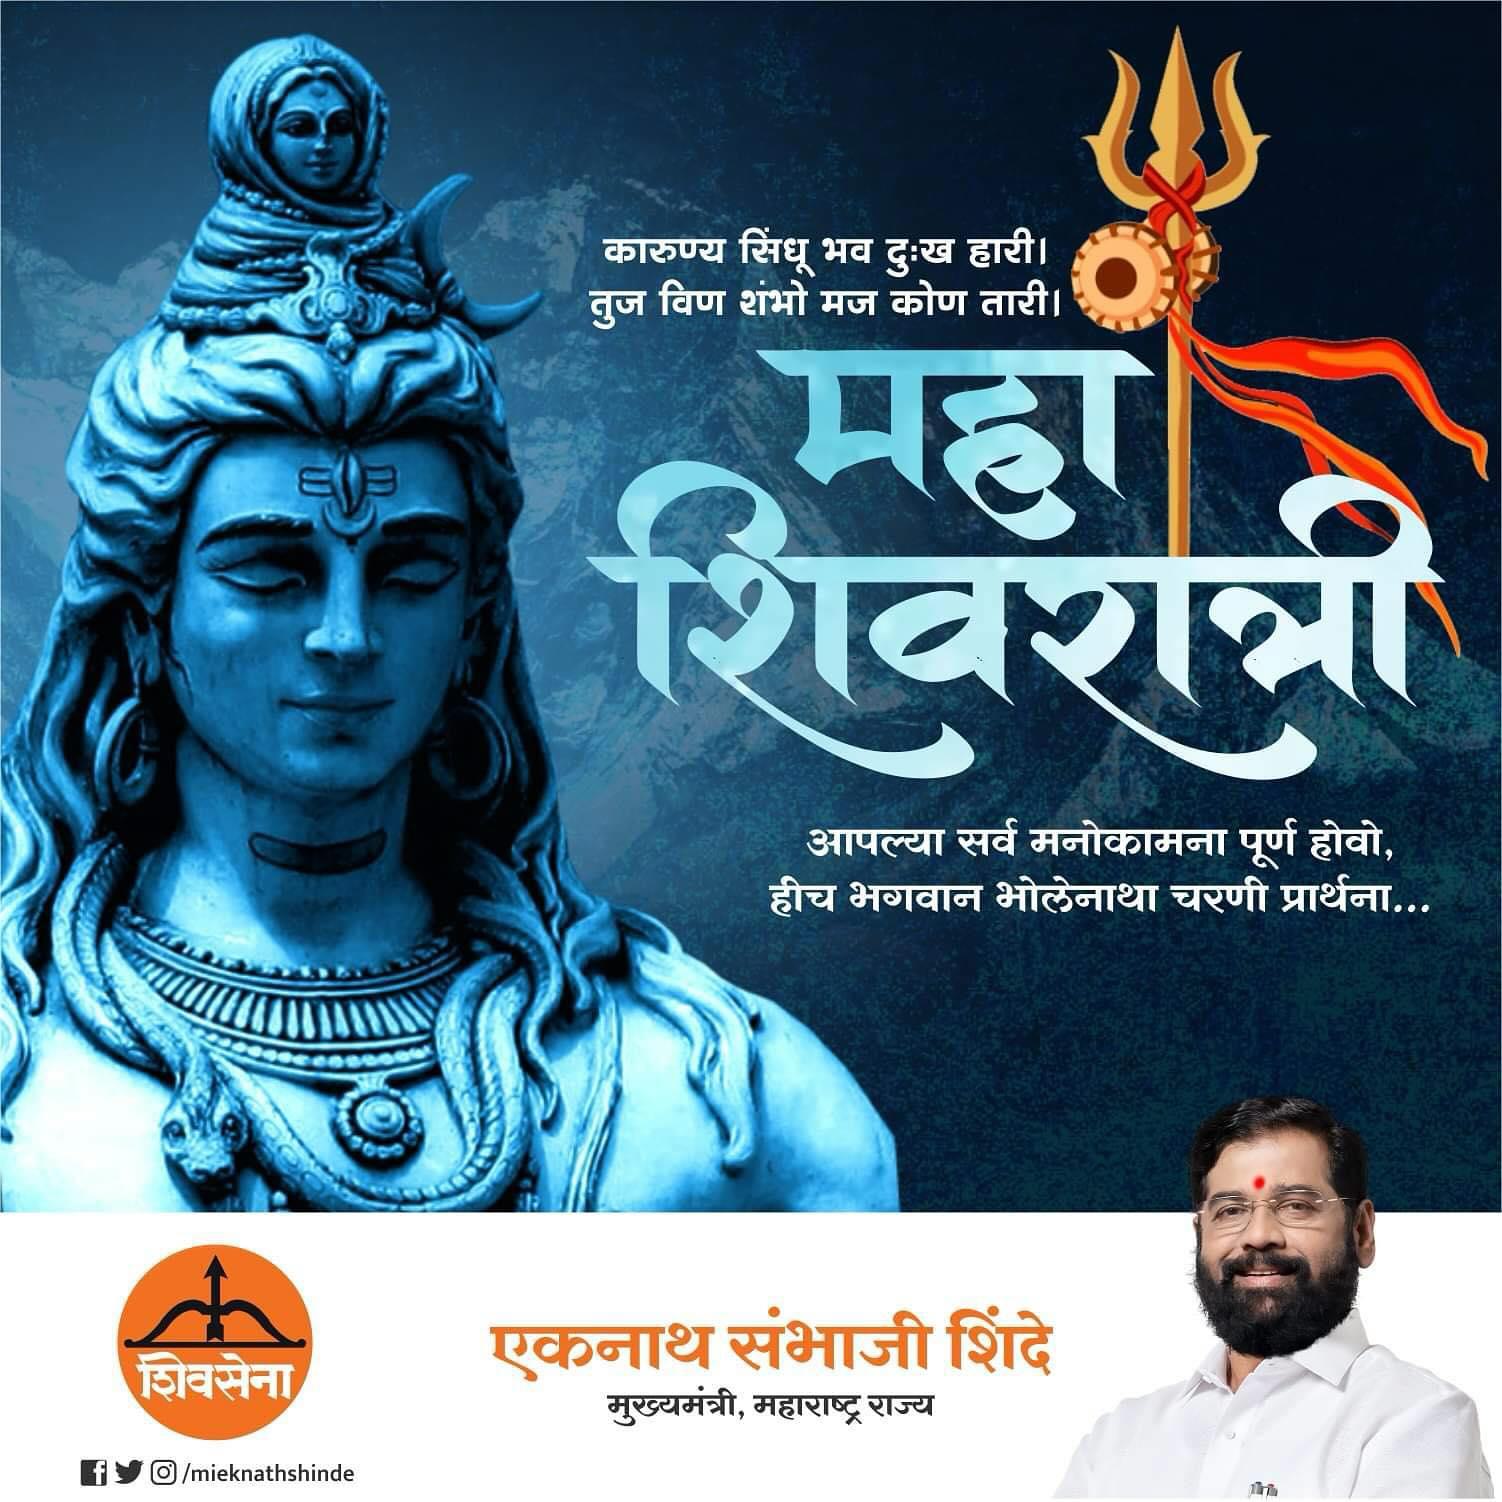 कारुण्य सिंधू भव दुःख हारी।
तुज विण शंभो मज कोण तारी।
महा
शिवरात्री
आपल्या सर्व मनोकामना पूर्ण होवो,
हीच भगवान भोलेनाथा चरणी प्रार्थना...
शिवसेना
एकनाथ संभाजी शिंदे
मुख्यमंत्री, महाराष्ट्र राज्य
/mieknathshinde